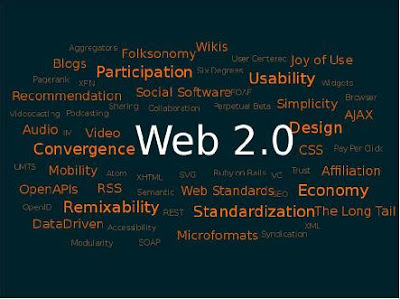 Aggregators Folksonomy Wikis
Blogs User Centered Joy of Use
Pagerank XFN Participation Six Degrees Usability Widgets
Recommendation Social Software FOAF Browser
Videocasting Podcasting Sharing Collaboration Perpetual Beta Simplicity AJAX
Audio IM Video Web 2.0 Design
Convergence CSS Pay Per Click
UMTS Mobility Atom XHTML SVG Ruby on Rails VC Trust Affiliation
OpenAPIs RSS Semantic Web Standards SEO Economy
OpenID Remixability REST Standardization The Long Tail
DataDriven Accessibility XML
Modularity SOAP Microformats Syndication